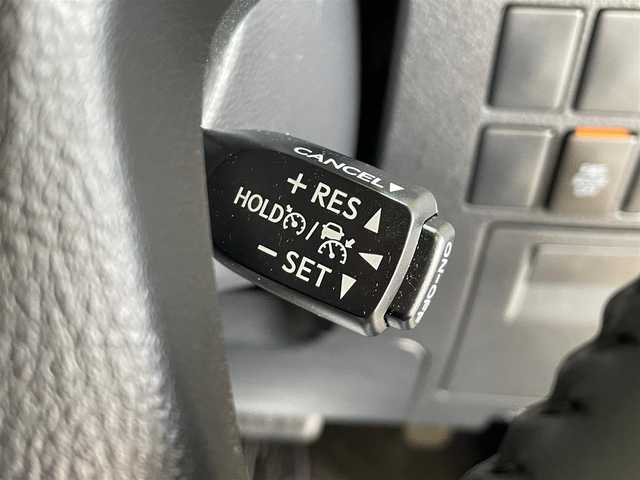 CANCEL▼
+ RES ▲
HOLD /
− SET ▼
ON-OFF